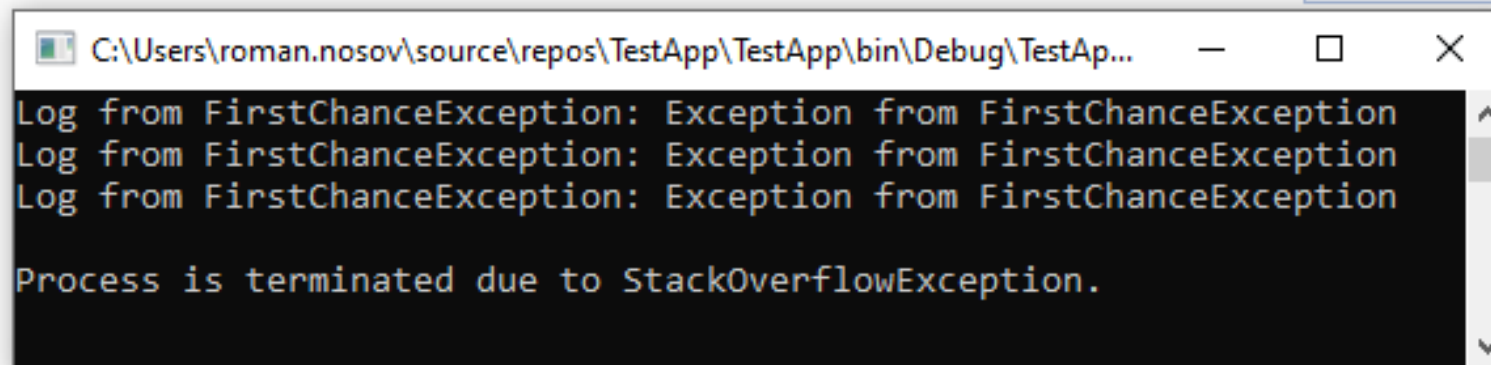 C:\Users\roman.nosov\source\repos\TestApp\TestApp\bin\Debug\TestAp...
Log from FirstChanceException: Exception from FirstChanceException
Log from FirstChanceException: Exception from FirstChanceException
Log from FirstChanceException: Exception from FirstChanceException
Process is terminated due to StackOverflowException.